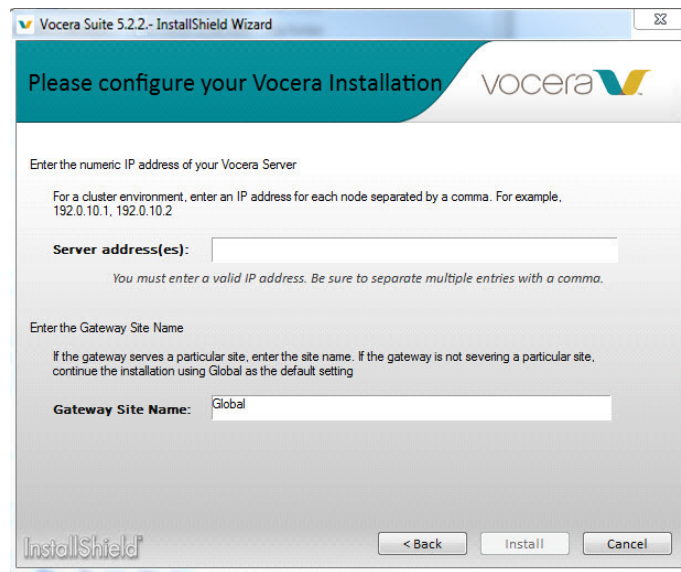 Vocera Suite 5.2.2.- InstallShield Wizard
Please configure your Vocera Installation
vocera
Enter the numeric IP address of your Vocera Server
For a cluster environment, enter an IP address for each node separated by a comma. For example,
192.0.10.1, 192.0.10.2
Server address(es):
You must enter a valid IP address. Be sure to separate multiple entries with a comma.
Enter the Gateway Site Name
If the gateway serves a particular site, enter the site name. If the gateway is not severing a particular site,
continue the installation using Global as the default setting
Gateway Site Name: Global
InstallShield
< Back Install Cancel